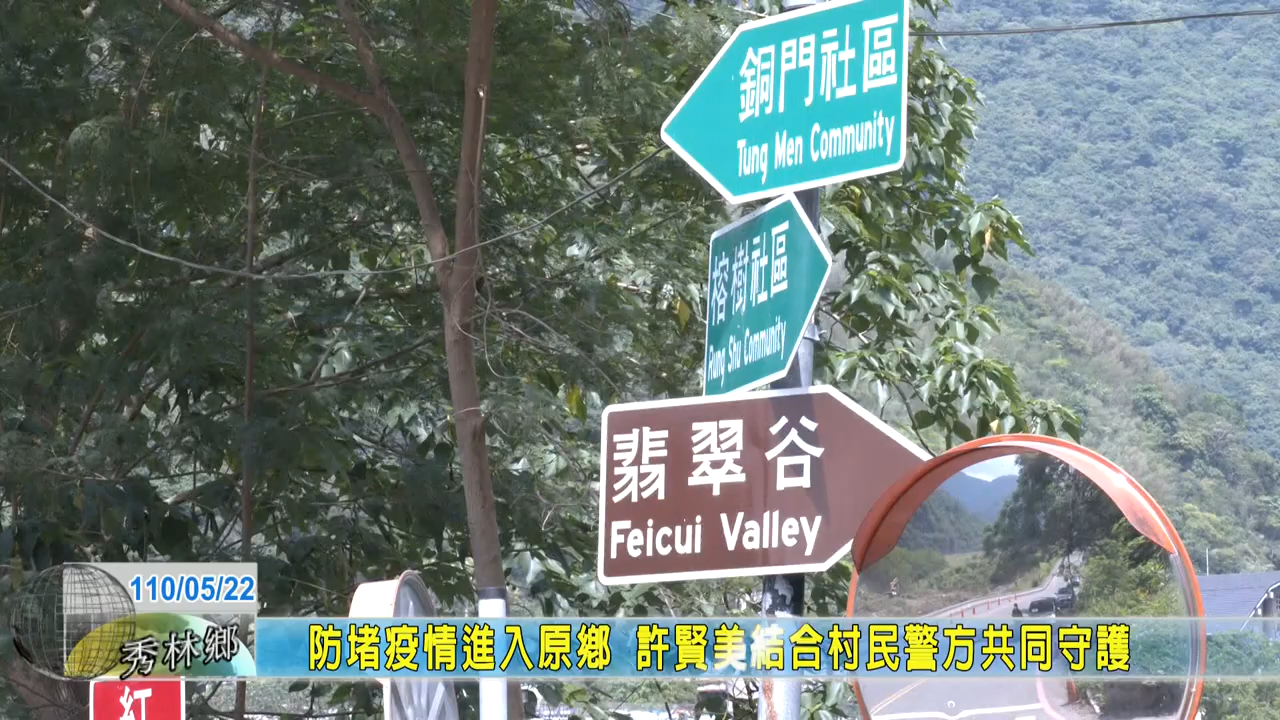 銅門社區
Tung Men Community
榕樹社區
Rung Shu Community
翡翠谷
Feicui Valley
110/05/22
秀林鄉
防堵疫情進入原鄉 許賢美結合村民警方共同守護
紅